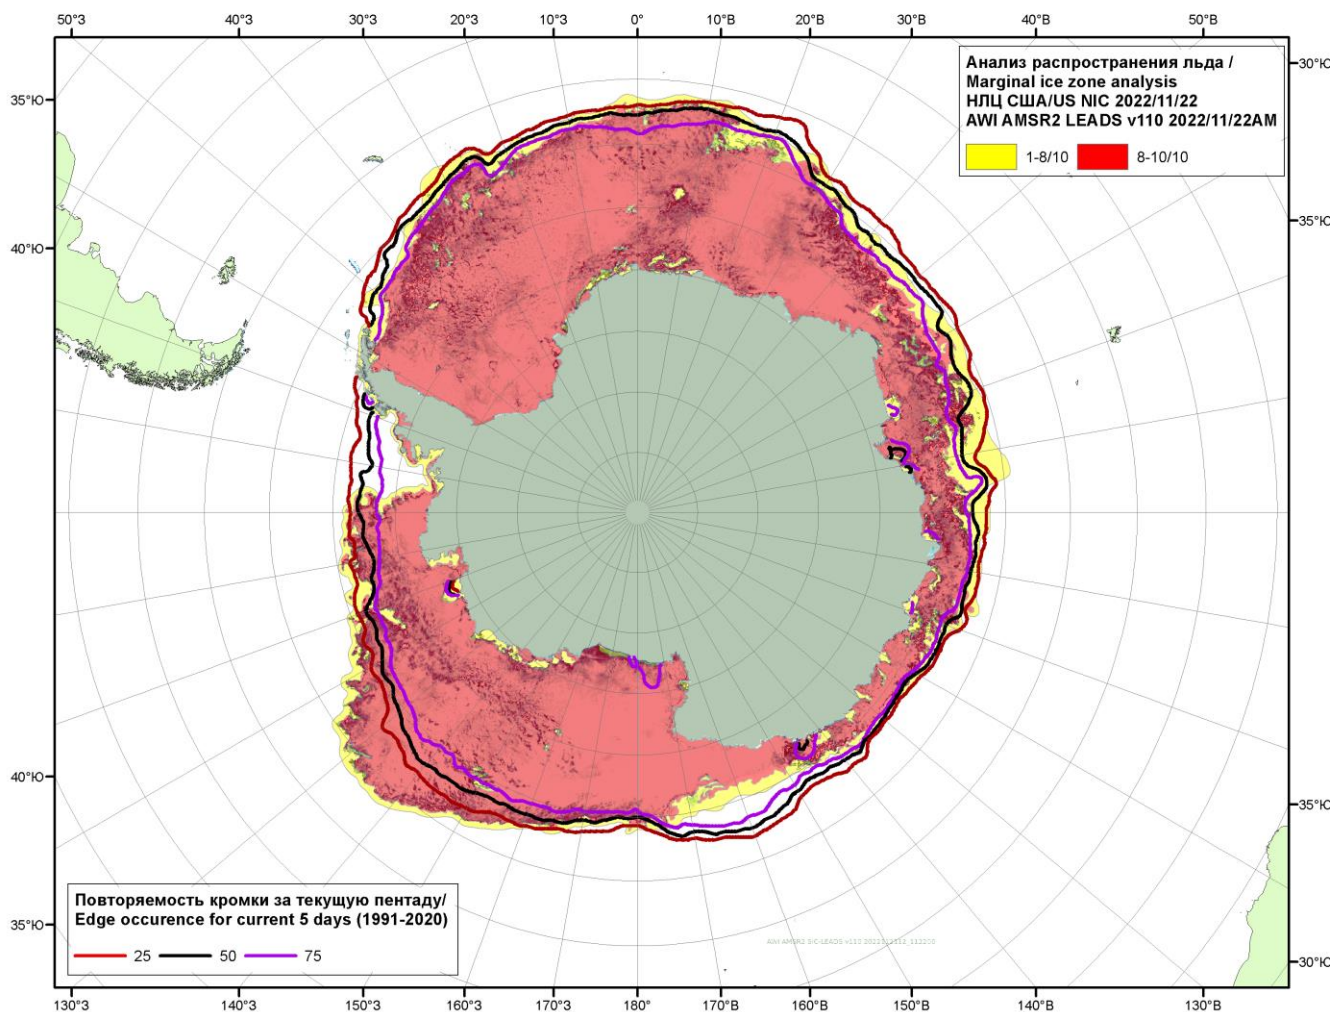 50°З 40°З 30°З 20°З 10°З 0° 10°В 20°В 30°В 40°В 50°В
Анализ распространения льда /
Marginal ice zone analysis
НЛЦ США/US NIC 2022/11/22
AWI AMSR2 LEADS v110 2022/11/22AM
1-8/10 8-10/10
30°Ю
35°Ю
35°Ю
40°Ю
40°Ю
35°Ю
35°Ю
30°Ю
Повторяемость кромки за текущую пентаду/
Edge occurence for current 5 days (1991-2020)
25 50 75
130°З 140°З 150°З 160°З 170°З 180° 170°В 160°В 150°В 140°В 130°В